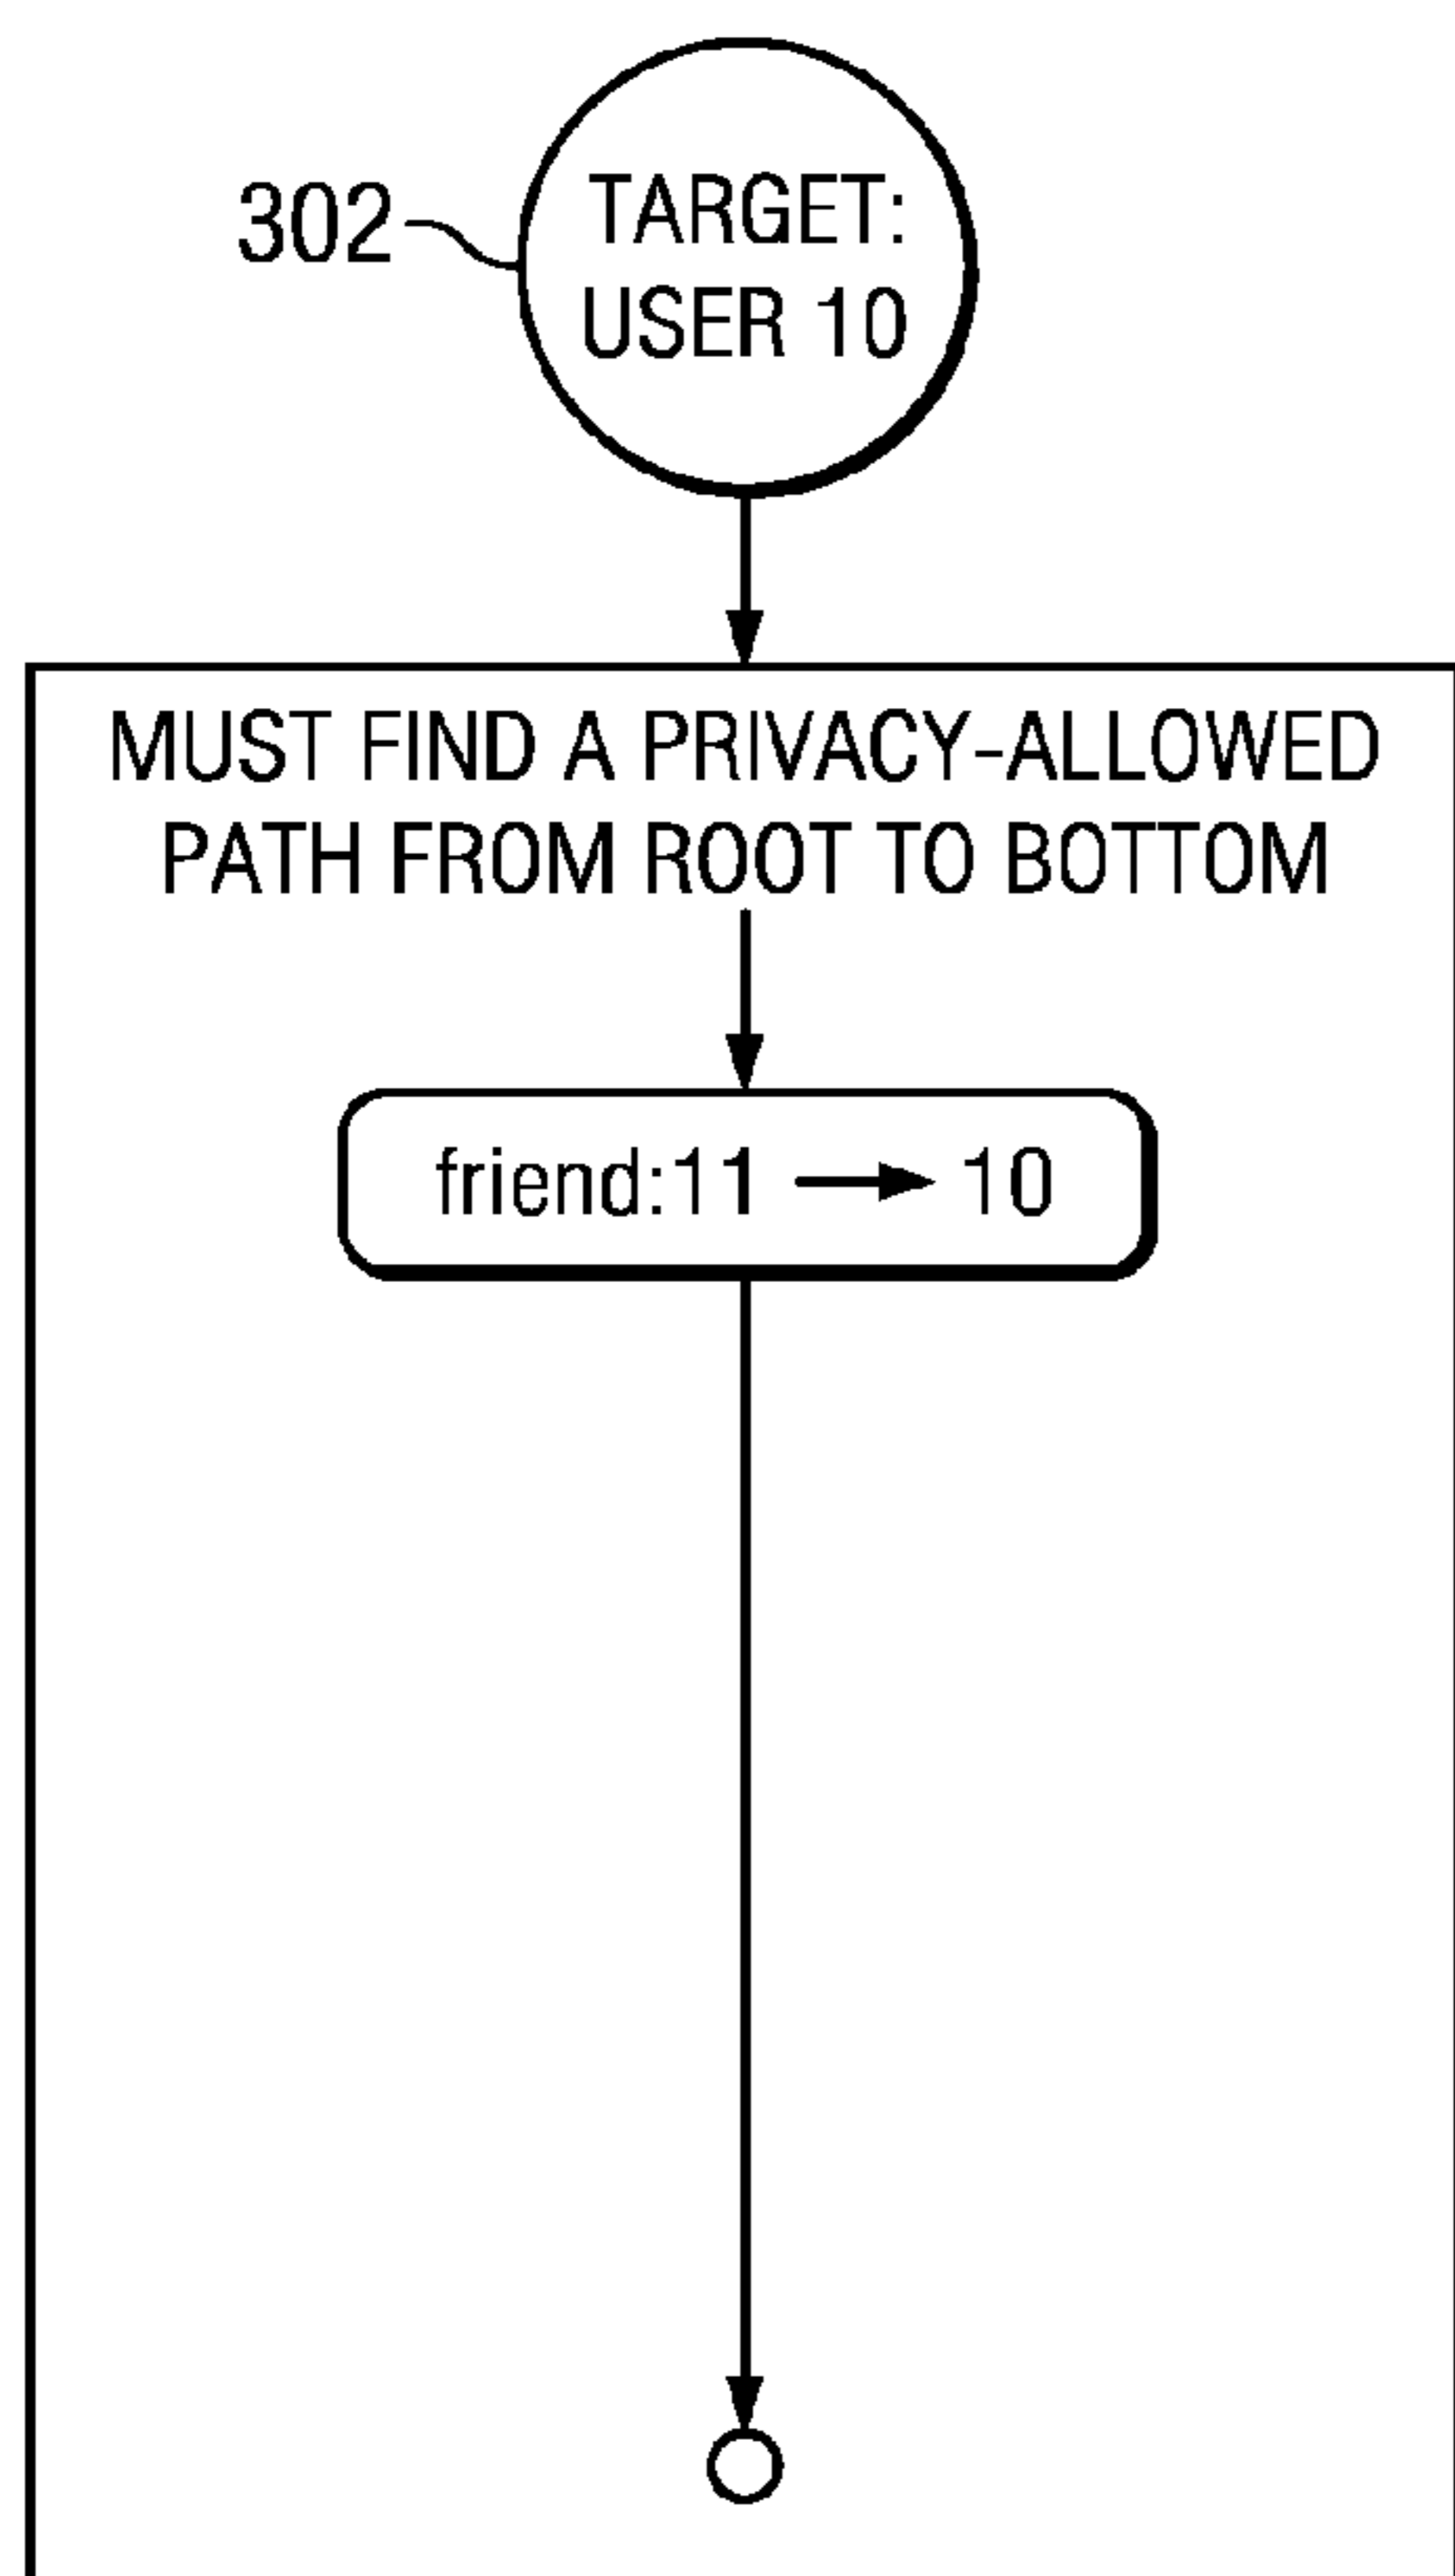 302
TARGET:
USER 10
MUST FIND A PRIVACY-ALLOWED
PATH FROM ROOT TO BOTTOM
friend:11 → 10